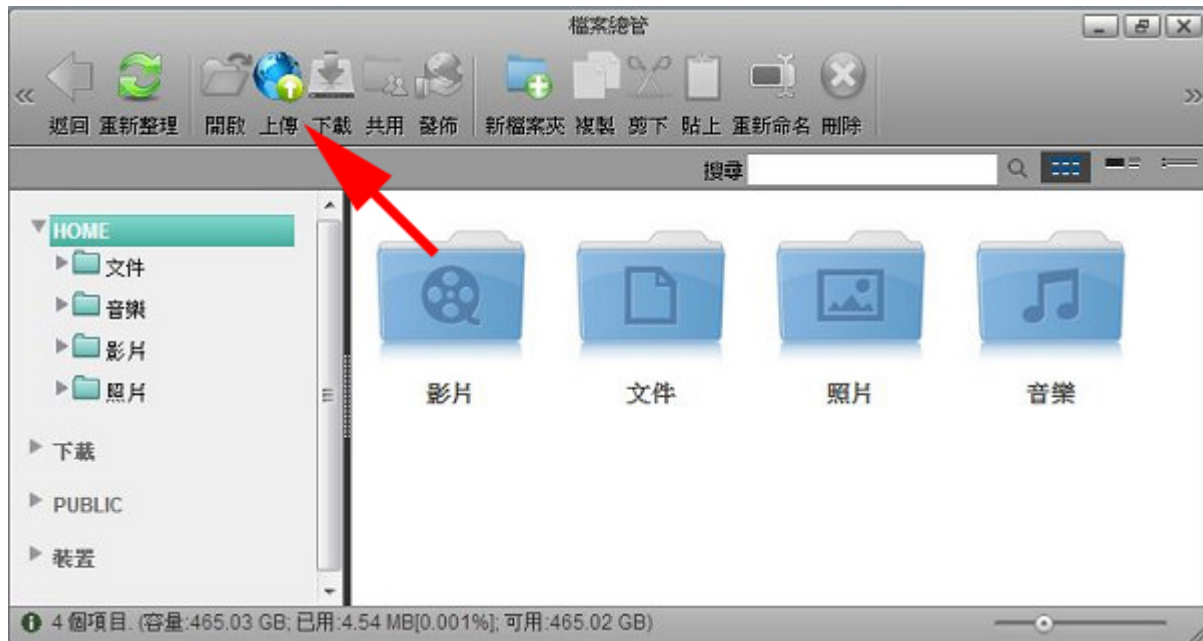 檔案總管
返回 重新整理 開啟 上傳 下載 共用 發佈 新檔案夾 複製 剪下 貼上 重新命名 刪除
搜尋
HOME
文件
音樂
影片
照片
下載
PUBLIC
裝置
影片 文件 照片 音樂
4 個項目. (容量:465.03 GB; 已用:4.54 MB[0.001%]; 可用:465.02 GB)